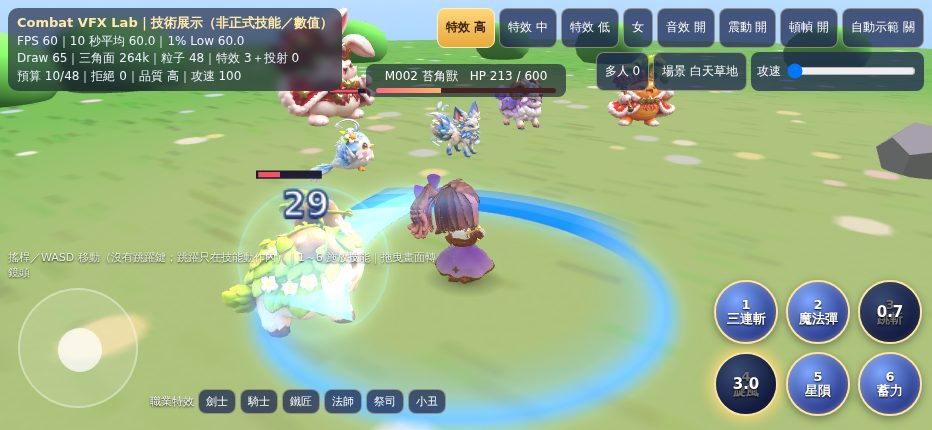 Combat VFX Lab｜技術展示（非正式技能／數值）
FPS 60｜10 秒平均 60.0｜1% Low 60.0
Draw 65｜三角面 264k｜粒子 48｜特效 3＋投射 0
預算 10/48｜拒絕 0｜品質 高｜攻速 100
特效 高
特效 中
特效 低
女
音效 開
震動 開
頓幀 開
自動示範 關
M002 苔角獸 HP 213 / 600
多人 0
場景 白天草地
攻速
29
搖桿／WASD 移動（沒有跳躍鍵；跳躍只在技能動作內）｜1～6 施放技能｜拖曳畫面轉
鏡頭
1
三連斬
2
魔法彈
3
跳斬
0.7
4
旋風
3.0
5
星隕
6
蓄力
職業特效
劍士
騎士
鐵匠
法師
祭司
小丑